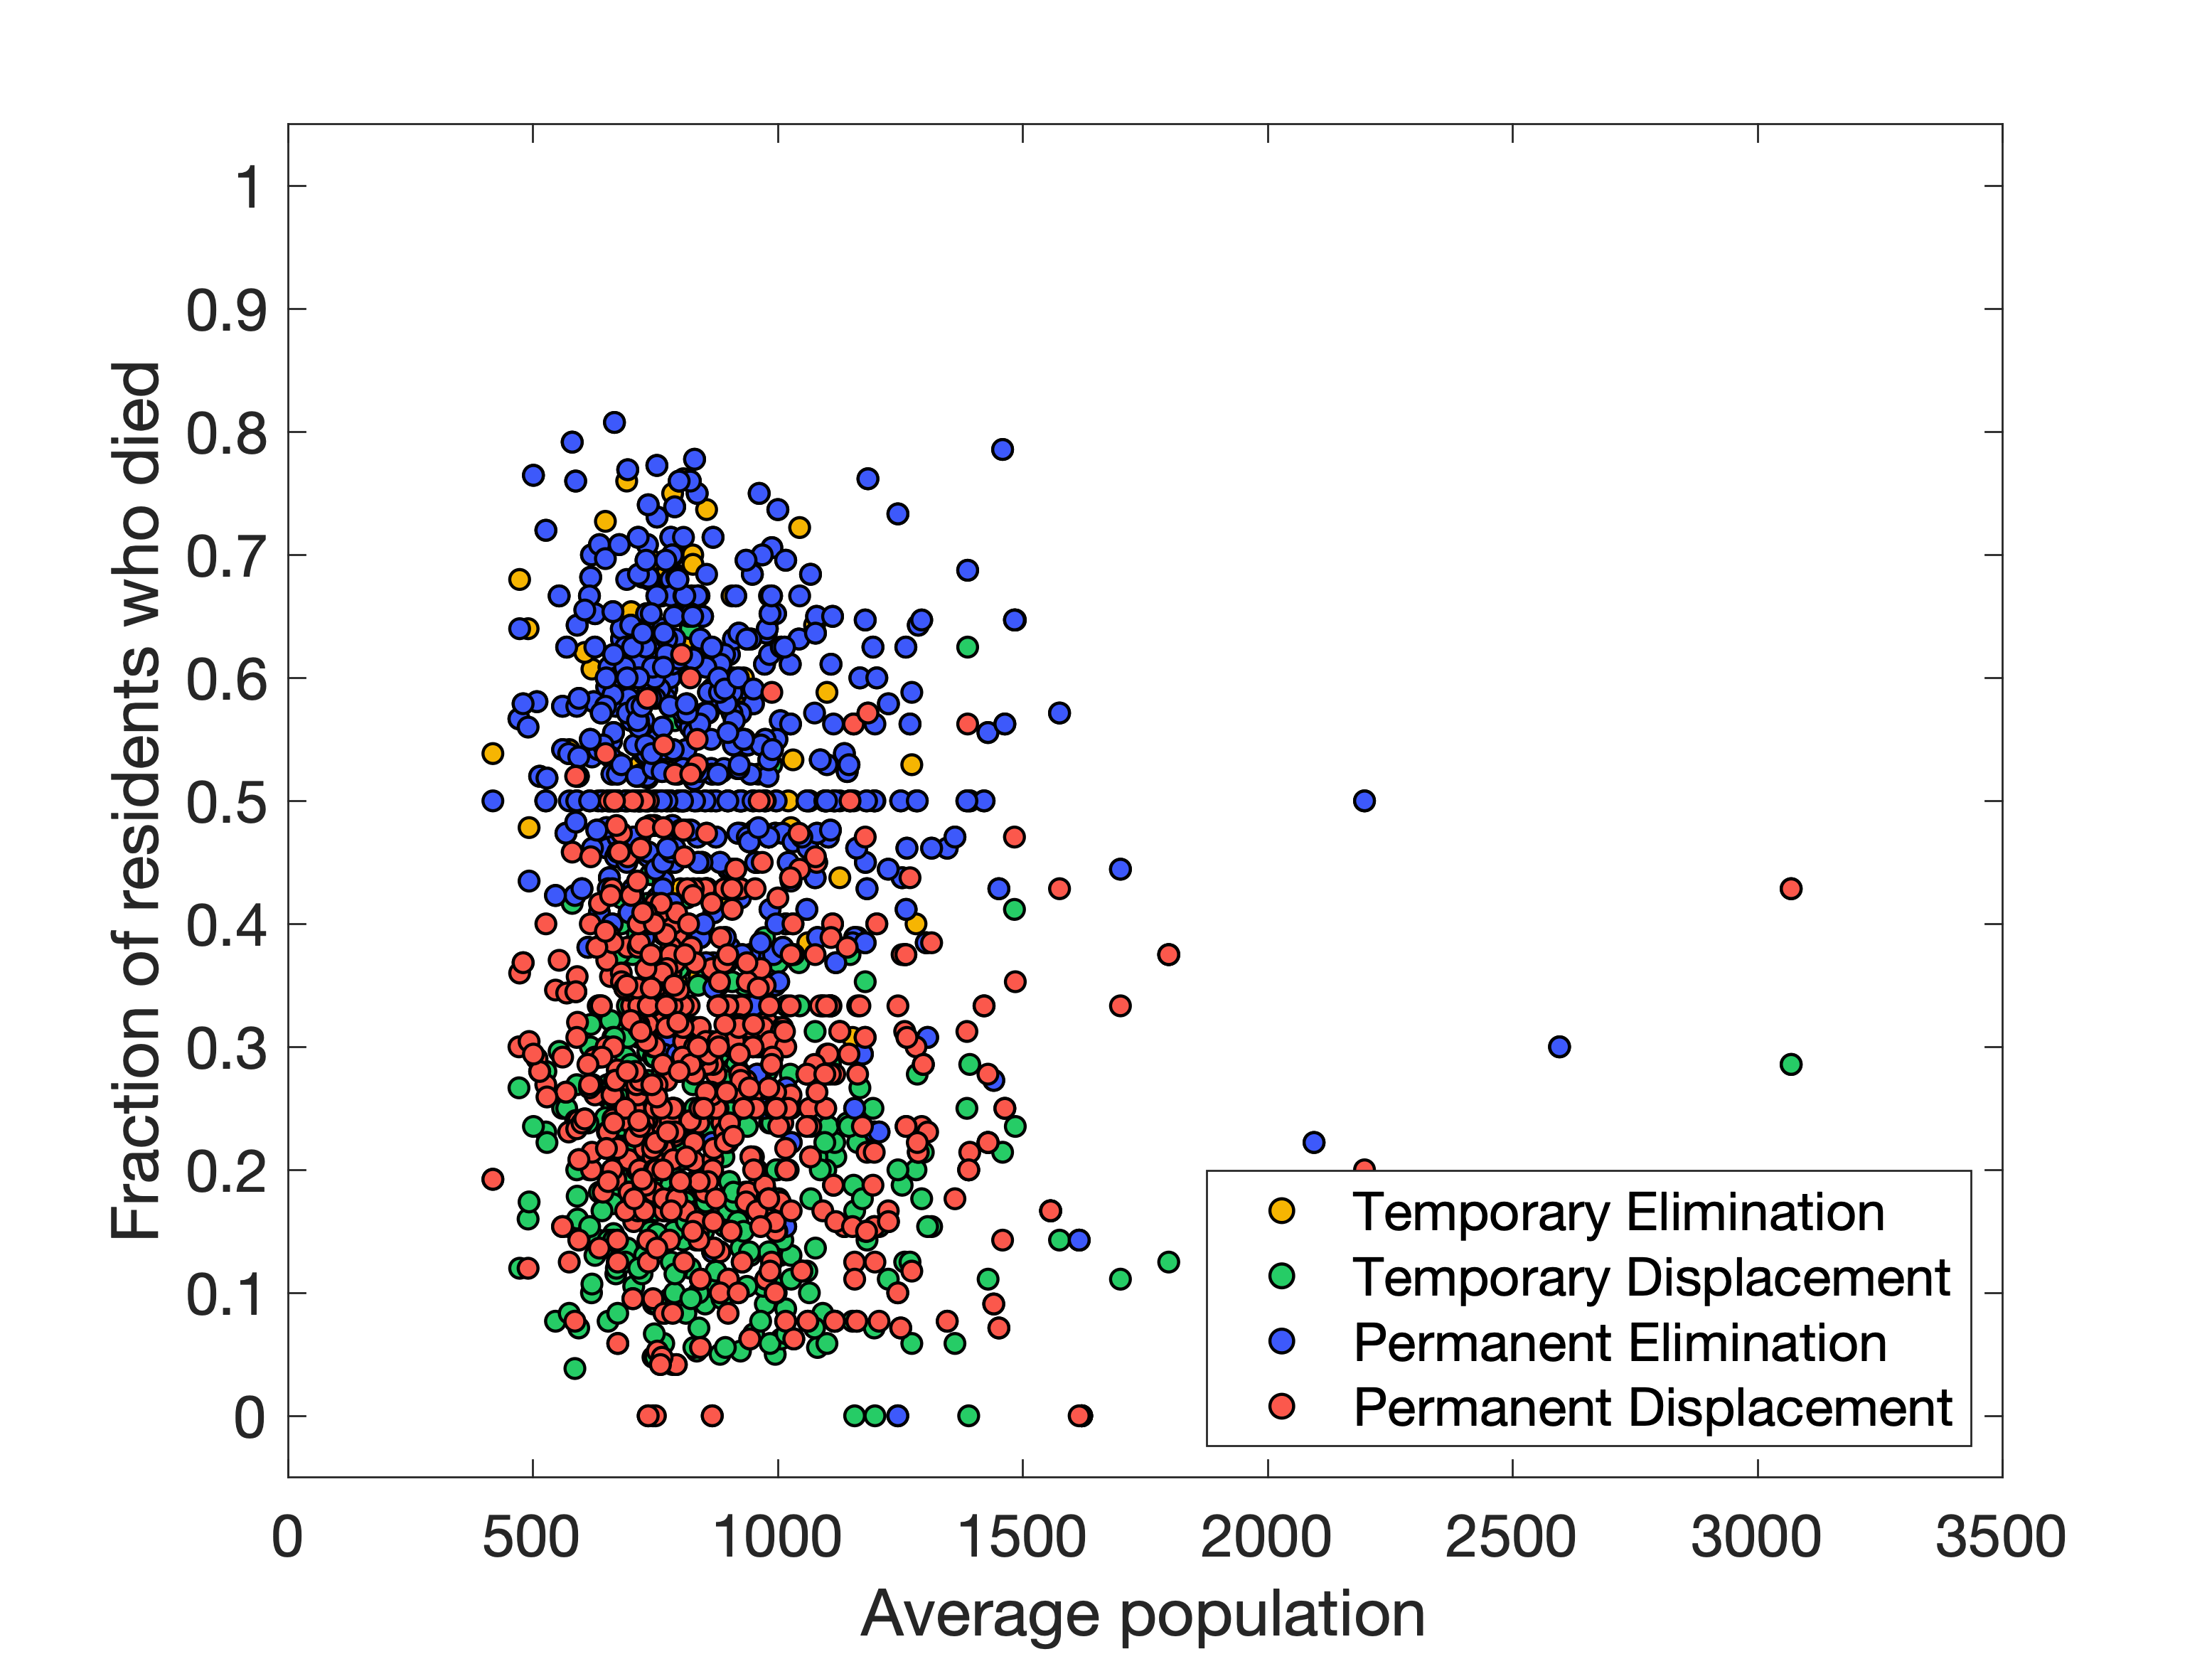 Fraction of residents who died
1
0.9
0.8
0.7
0.6
0.5
0.4
0.3
0.2
0.1
0
Temporary Elimination
Temporary Displacement
Permanent Elimination
Permanent Displacement
0 500 1000 1500 2000 2500 3000 3500
Average population